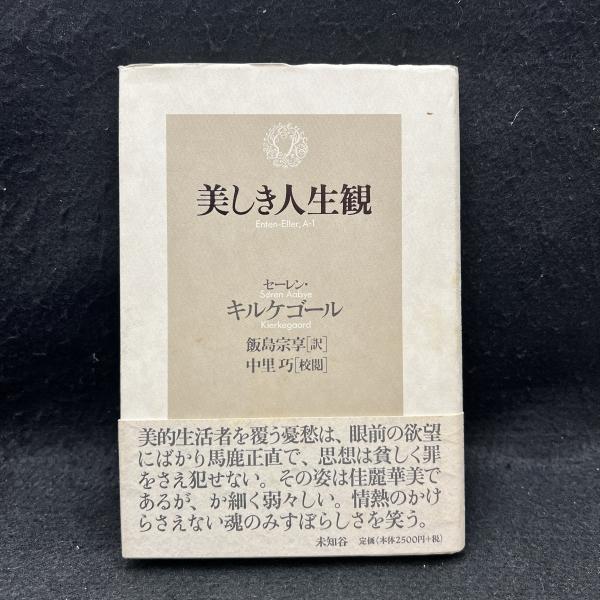 美しき人生観
Enten-Eller, A-1
セーレン・
Søren Aabye
キルケゴール
Kierkegaard
飯島宗享[訳]
中里 巧[校閲]
美的生活者を覆う憂愁は、眼前の欲望
にばかり馬鹿正直で、思想は貧しく罪
をさえ犯せない。その姿は佳麗華美で
あるが、か細く弱々しい。情熱のかけ
らさえない魂のみすぼらしさを笑う。
未知谷 定価(本体2500円+税)